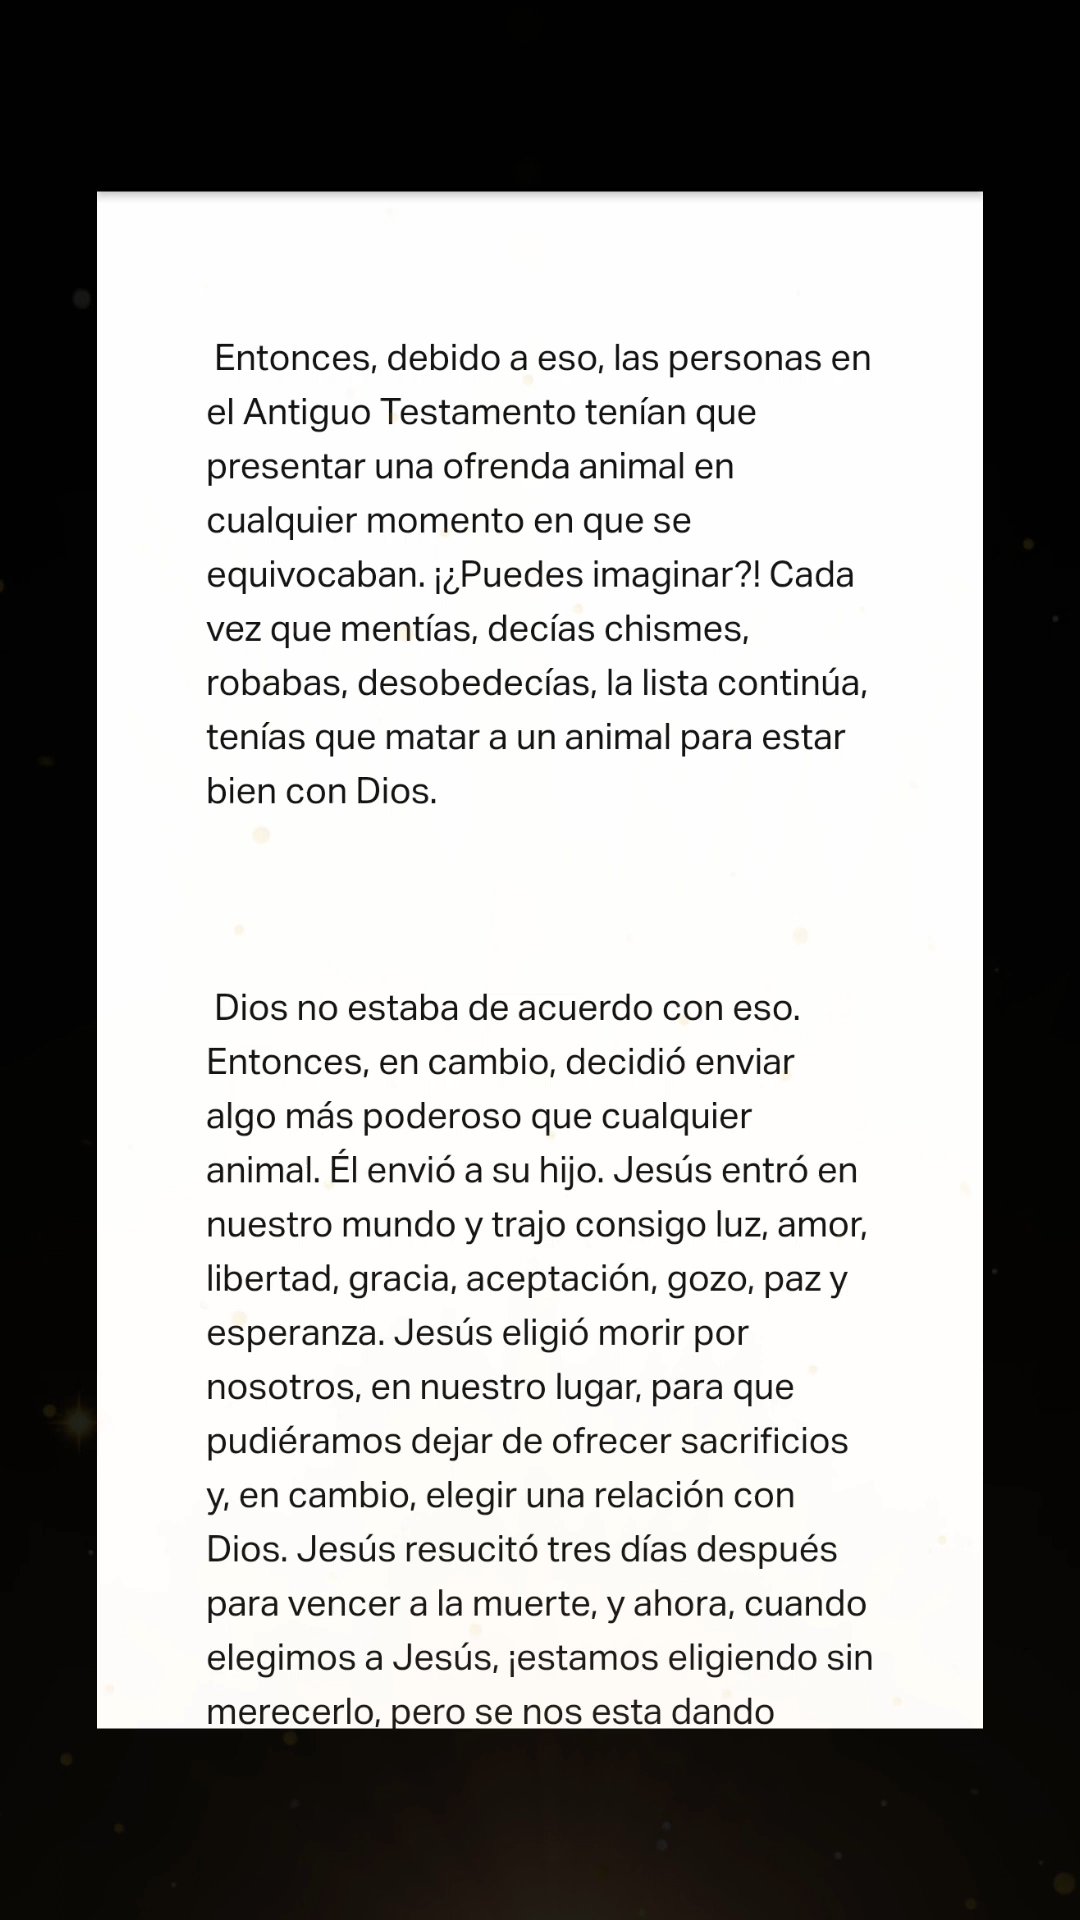 Entonces, debido a eso, las personas en
el Antiguo Testamento tenían que
presentar una ofrenda animal en
cualquier momento en que se
equivocaban. ¡¿Puedes imaginar?! Cada
vez que mentías, decías chismes,
robabas, desobedecías, la lista continúa,
tenías que matar a un animal para estar
bien con Dios.
Dios no estaba de acuerdo con eso.
Entonces, en cambio, decidió enviar
algo más poderoso que cualquier
animal. Él envió a su hijo. Jesús entró en
nuestro mundo y trajo consigo luz, amor,
libertad, gracia, aceptación, gozo, paz y
esperanza. Jesús eligió morir por
nosotros, en nuestro lugar, para que
pudiéramos dejar de ofrecer sacrificios
y, en cambio, elegir una relación con
Dios. Jesús resucitó tres días después
para vencer a la muerte, y ahora, cuando
elegimos a Jesús, ¡estamos eligiendo sin
merecerlo, pero se nos esta dando